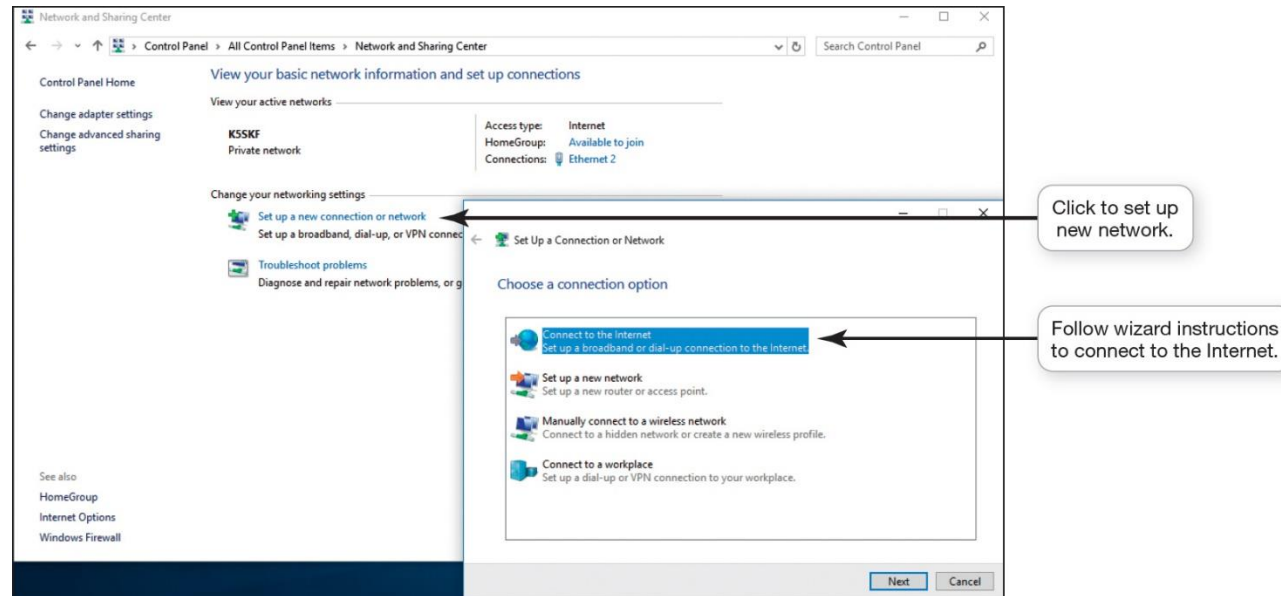 Network and Sharing Center
Control Panel > All Control Panel Items > Network and Sharing Center
Search Control Panel
Control Panel Home
Change adapter settings
Change advanced sharing
settings
View your basic network information and set up connections
View your active networks
K5SKF
Private network
Access type: Internet
HomeGroup: Available to join
Connections: Ethernet 2
Change your networking settings
Set up a new connection or network
Set up a broadband, dial-up, or VPN connec
Troubleshoot problems
Diagnose and repair network problems, or g
See also
HomeGroup
Internet Options
Windows Firewall
Set Up a Connection or Network
Choose a connection option
Connect to the Internet
Set up a broadband or dial-up connection to the Internet.
Set up a new network
Set up a new router or access point.
Manually connect to a wireless network
Connect to a hidden network or create a new wireless profile.
Connect to a workplace
Set up a dial-up or VPN connection to your workplace.
Next Cancel
Click to set up
new network.
Follow wizard instructions
to connect to the Internet.